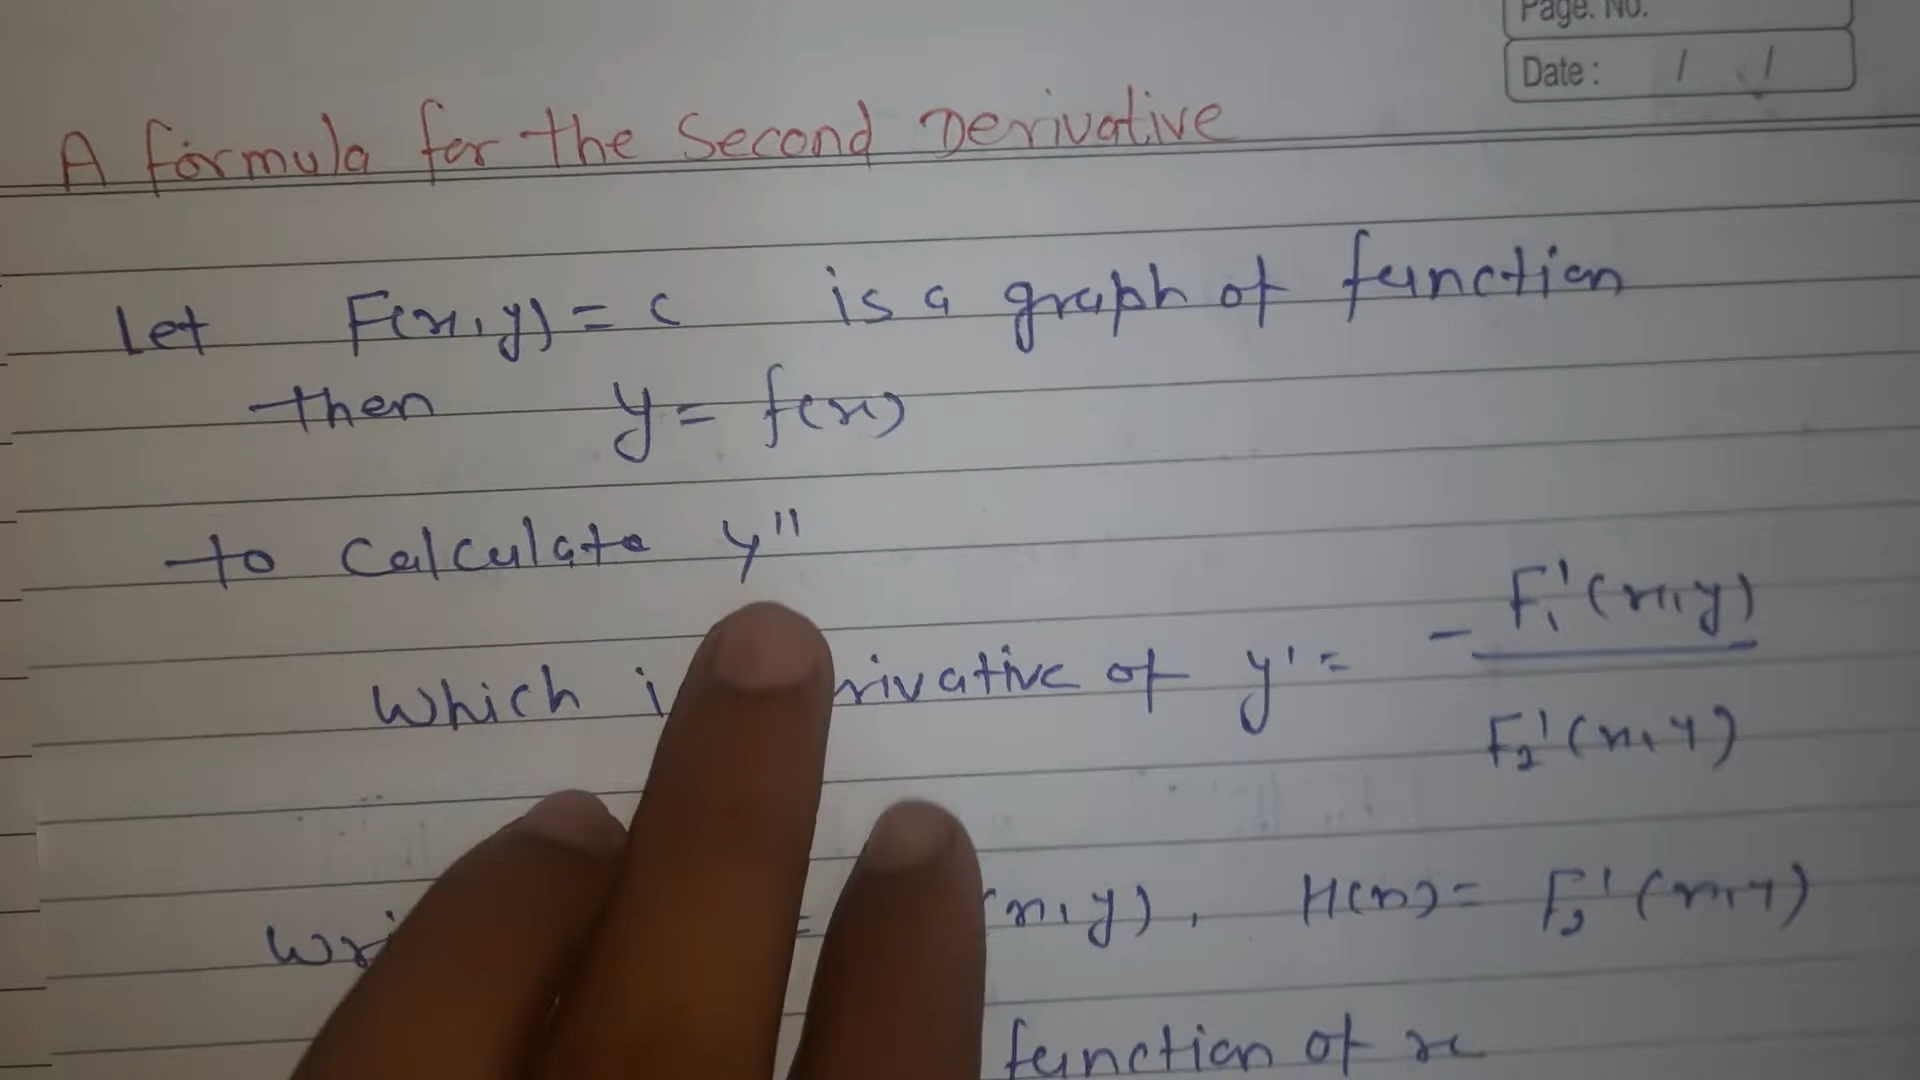 Page. No.
Date : / /
A formula for the Second Derivative
Let F(x,y) = c is a graph of function
then y = f(x)
to calculate y''
which i rivative of y' = - F₁'(x,y) / F₂'(x,y)
Wri = (x,y), H(x) = F₂'(x,y)
function of x